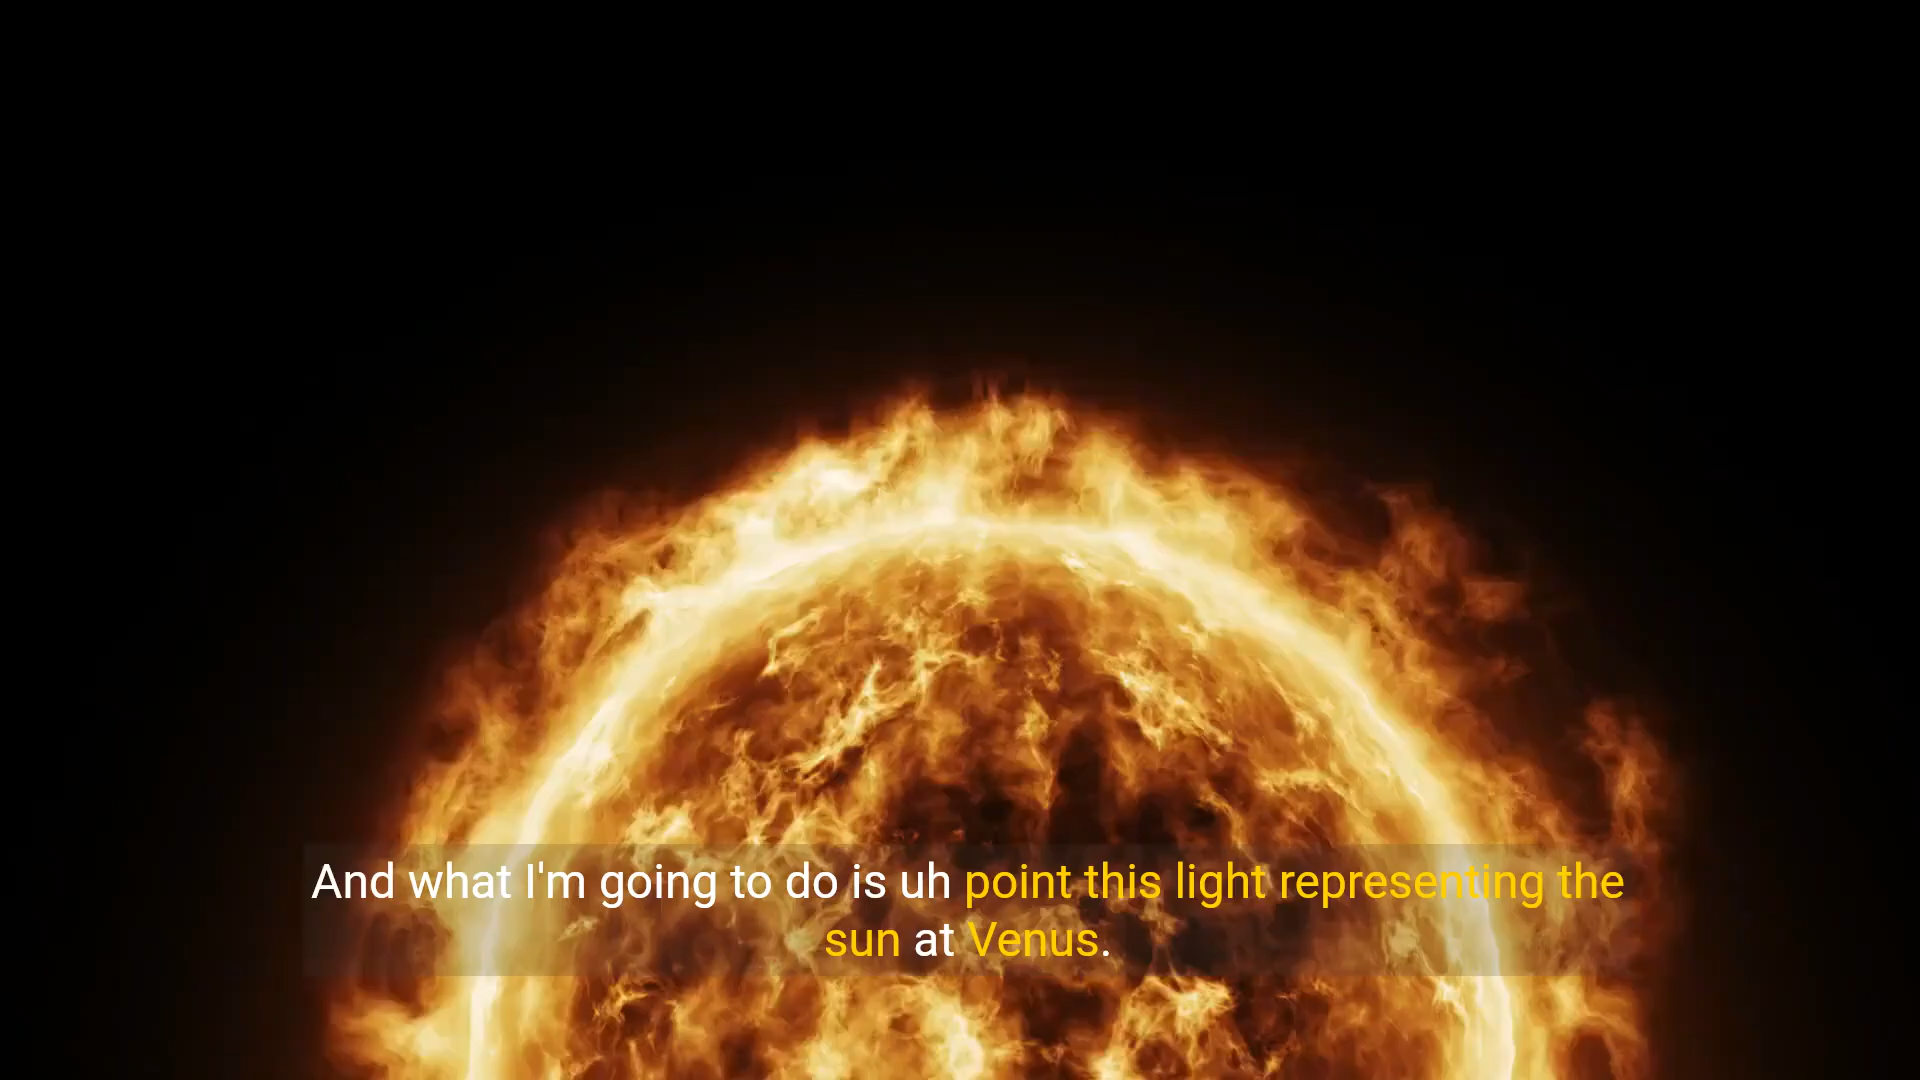 And what I'm going to do is uh point this light representing the
sun at Venus.